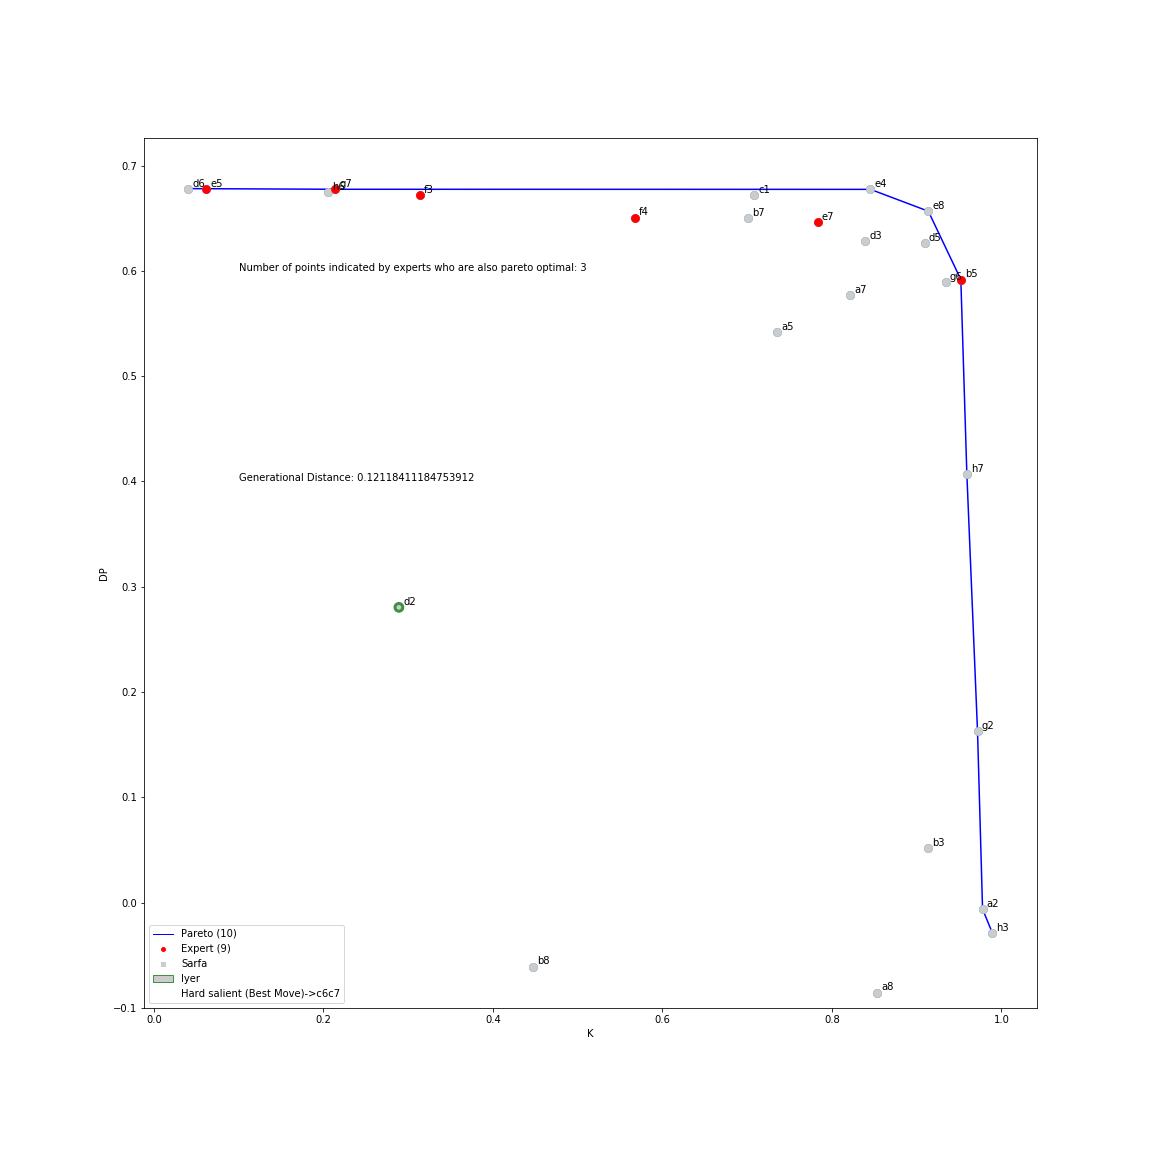 0.7
d6 e5
g7
f3
c1
e4
e8
f4
b7
e7
d3
d5
0.6
Number of points indicated by experts who are also pareto optimal: 3
g6 b5
a7
a5
0.5
h7
0.4
Generational Distance: 0.12118411184753912
DP
0.3
d2
0.2
g2
0.1
b3
0.0
a2
h3
b8
a8
−0.1
Pareto (10)
Expert (9)
Sarfa
Iyer
Hard salient (Best Move)->c6c7
0.0 0.2 0.4 0.6 0.8 1.0
K